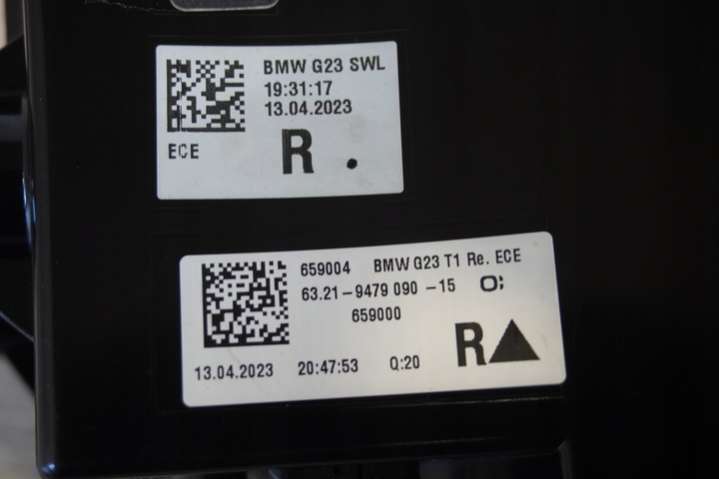 BMW G23 SWL
19:31:17
13.04.2023
ECE
R .
659004 BMW G23 T1 Re. ECE
63.21-9479 090 -15 O;
659000
R▲
13.04.2023 20:47:53 Q:20